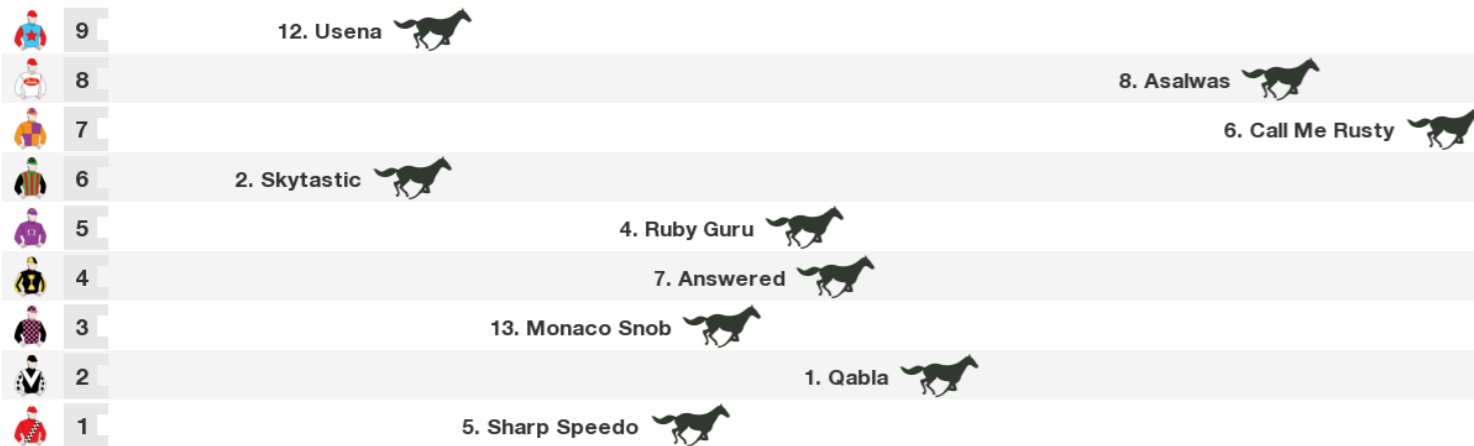 9 12. Usena
8 8. Asalwas
7 6. Call Me Rusty
6 2. Skytastic
5 4. Ruby Guru
4 7. Answered
3 13. Monaco Snob
2 1. Qabla
1 5. Sharp Speedo